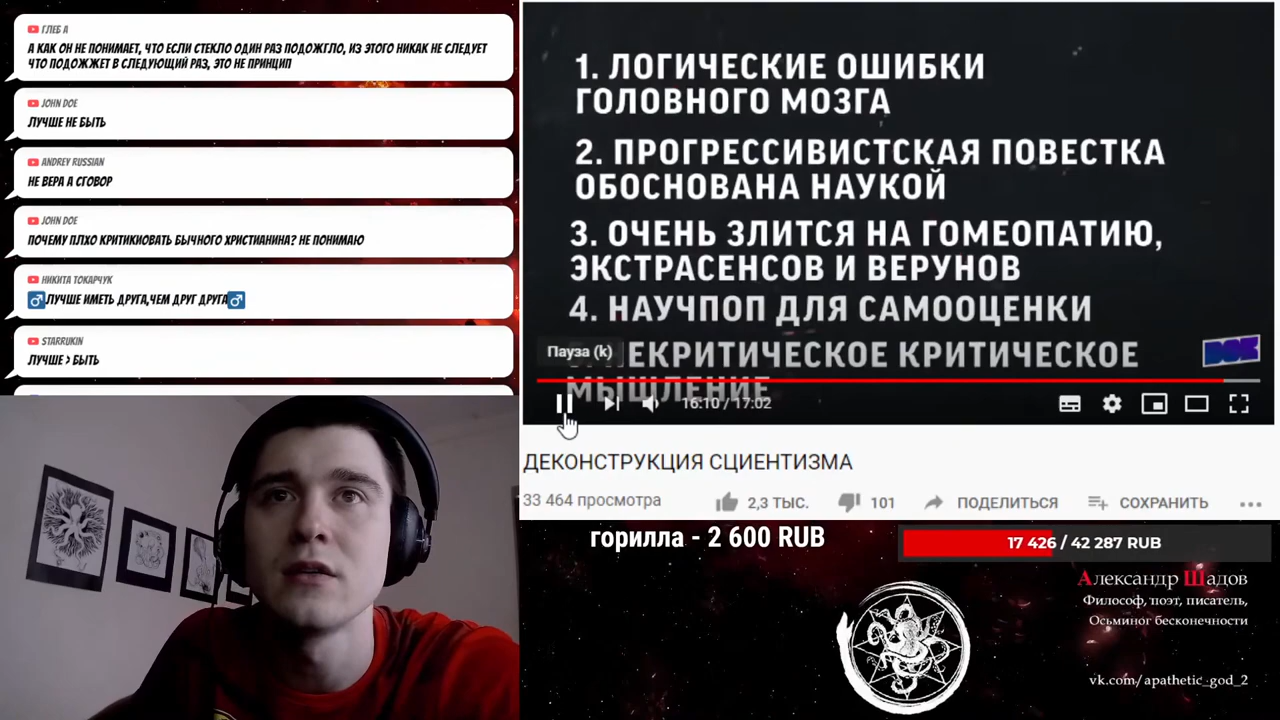 ГЛЕБ А
А КАК ОН НЕ ПОНИМАЕТ, ЧТО ЕСЛИ СТЕКЛО ОДИН РАЗ ПОДОЖГЛО, ИЗ ЭТОГО НИКАК НЕ СЛЕДУЕТ
ЧТО ПОДОЖЖЕТ В СЛЕДУЮЩИЙ РАЗ, ЭТО НЕ ПРИНЦИП
JOHN DOE
ЛУЧШЕ НЕ БЫТЬ
ANDREY RUSSIAN
НЕ ВЕРА А СГОВОР
JOHN DOE
ПОЧЕМУ ПЛХО КРИТИКИОВАТЬ БЫЧНОГО ХРИСТИАНИНА? НЕ ПОНИМАЮ
НИКИТА ТОКАРЧУК
♂ЛУЧШЕ ИМЕТЬ ДРУГА,ЧЕМ ДРУГ ДРУГА♂
STARRUKIN
ЛУЧШЕ > БЫТЬ
1. ЛОГИЧЕСКИЕ ОШИБКИ
ГОЛОВНОГО МОЗГА
2. ПРОГРЕССИВИСТСКАЯ ПОВЕСТКА
ОБОСНОВАНА НАУКОЙ
3. ОЧЕНЬ ЗЛИТСЯ НА ГОМЕОПАТИЮ,
ЭКСТРАСЕНСОВ И ВЕРУНОВ
4. НАУЧПОП ДЛЯ САМООЦЕНКИ
ЕКРИТИЧЕСКОЕ КРИТИЧЕСКОЕ
МЫШЛЕНИЕ
Пауза (k)
16:10 / 17:02
ДЕКОНСТРУКЦИЯ СЦИЕНТИЗМА
33 464 просмотра
2,3 ТЫС.
101
ПОДЕЛИТЬСЯ
СОХРАНИТЬ
горилла - 2 600 RUB
17 426 / 42 287 RUB
Александр Шадов
Философ, поэт, писатель,
Осьминог бесконечности
vk.com/apathetic_god_2